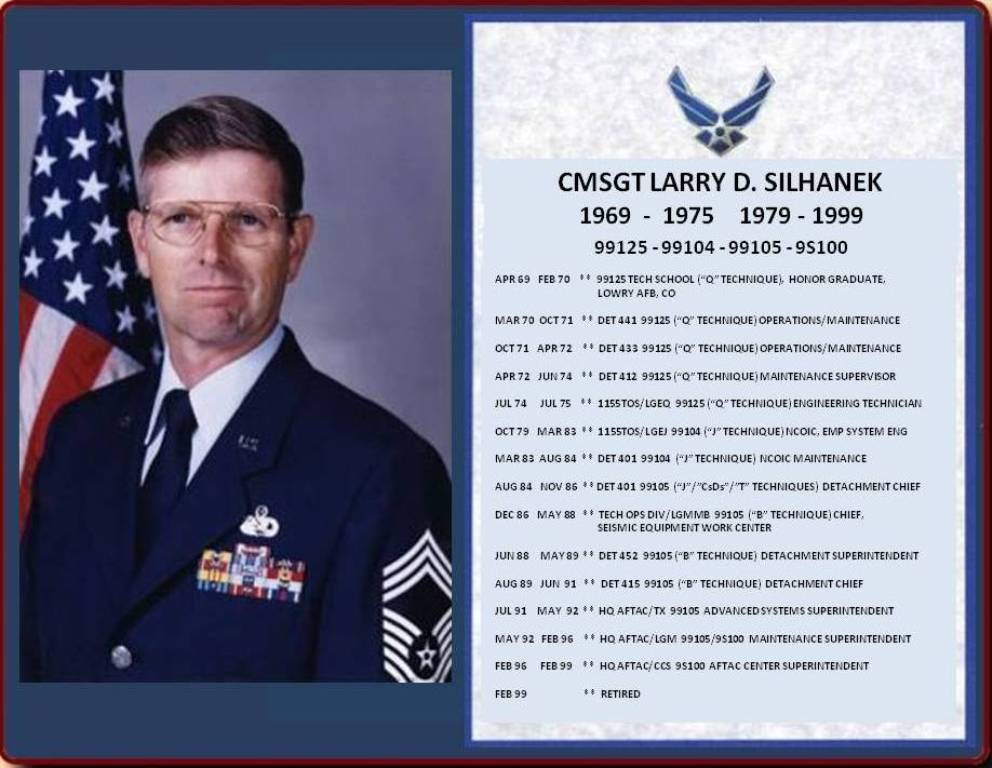 CMSGT LARRY D. SILHANEK
1969 - 1975 1979 - 1999
99125 - 99104 - 99105 - 9S100
APR 69 FEB 70 ** 99125 TECH SCHOOL ("Q" TECHNIQUE), HONOR GRADUATE,
LOWRY AFB, CO
MAR 70 OCT 71 ** DET 441 99125 ("Q" TECHNIQUE) OPERATIONS/MAINTENANCE
OCT 71 APR 72 ** DET 433 99125 ("Q" TECHNIQUE) OPERATIONS/MAINTENANCE
APR 72 JUN 74 ** DET 412 99125 ("Q" TECHNIQUE) MAINTENANCE SUPERVISOR
JUL 74 JUL 75 ** 1155TOS/LGEQ 99125 ("Q" TECHNIQUE) ENGINEERING TECHNICIAN
OCT 79 MAR 83 ** 1155TOS/LGEJ 99104 ("J" TECHNIQUE) NCOIC, EMP SYSTEM ENG
MAR 83 AUG 84 ** DET 401 99104 ("J" TECHNIQUE) NCOIC MAINTENANCE
AUG 84 NOV 86 ** DET 401 99105 ("J"/"CsDs"/"T" TECHNIQUES) DETACHMENT CHIEF
DEC 86 MAY 88 ** TECH OPS DIV/LGMMB 99105 ("B" TECHNIQUE) CHIEF,
SEISMIC EQUIPMENT WORK CENTER
JUN 88 MAY 89 ** DET 452 99105 ("B" TECHNIQUE) DETACHMENT SUPERINTENDENT
AUG 89 JUN 91 ** DET 415 99105 ("B" TECHNIQUE) DETACHMENT CHIEF
JUL 91 MAY 92 ** HQ AFTAC/TX 99105 ADVANCED SYSTEMS SUPERINTENDENT
MAY 92 FEB 96 ** HQ AFTAC/LGM 99105/9S100 MAINTENANCE SUPERINTENDENT
FEB 96 FEB 99 ** HQ AFTAC/CCS 9S100 AFTAC CENTER SUPERINTENDENT
FEB 99 ** RETIRED